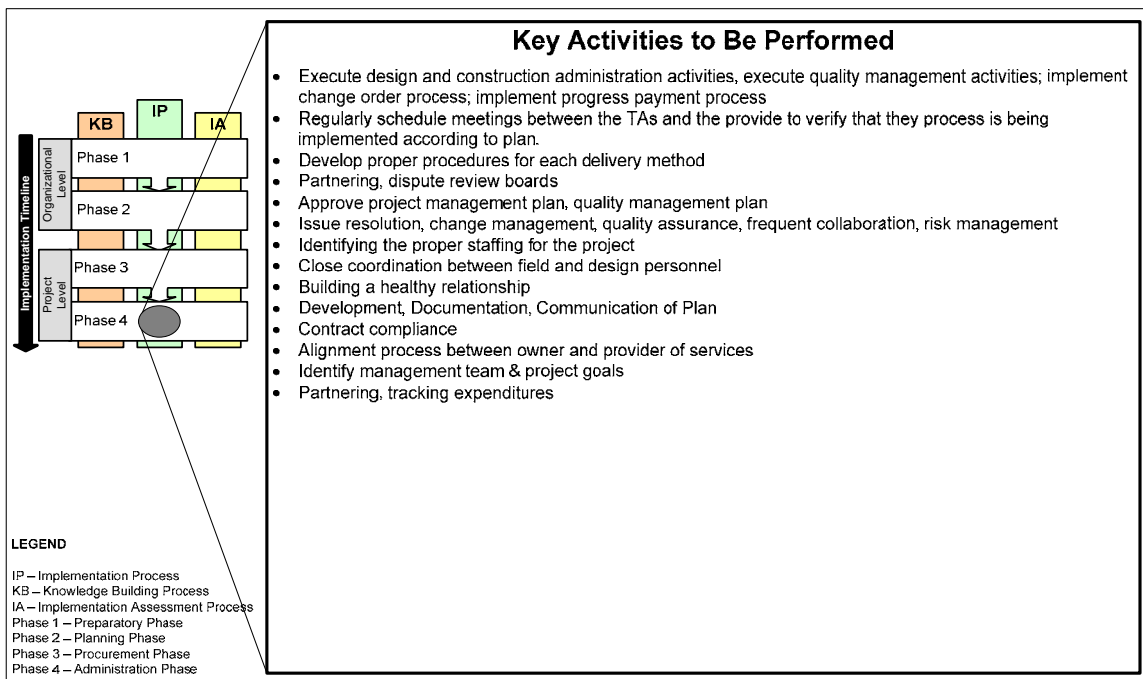 Key Activities to Be Performed
• Execute design and construction administration activities, execute quality management activities; implement
change order process; implement progress payment process
• Regularly schedule meetings between the TAs and the provide to verify that they process is being
implemented according to plan.
• Develop proper procedures for each delivery method
• Partnering, dispute review boards
• Approve project management plan, quality management plan
• Issue resolution, change management, quality assurance, frequent collaboration, risk management
• Identifying the proper staffing for the project
• Close coordination between field and design personnel
• Building a healthy relationship
• Development, Documentation, Communication of Plan
• Contract compliance
• Alignment process between owner and provider of services
• Identify management team & project goals
• Partnering, tracking expenditures
KB
IP
IA
Implementation Timeline
Organizational
Level
Phase 1
Phase 2
Project
Level
Phase 3
Phase 4
LEGEND
IP – Implementation Process
KB – Knowledge Building Process
IA – Implementation Assessment Process
Phase 1 – Preparatory Phase
Phase 2 – Planning Phase
Phase 3 – Procurement Phase
Phase 4 – Administration Phase